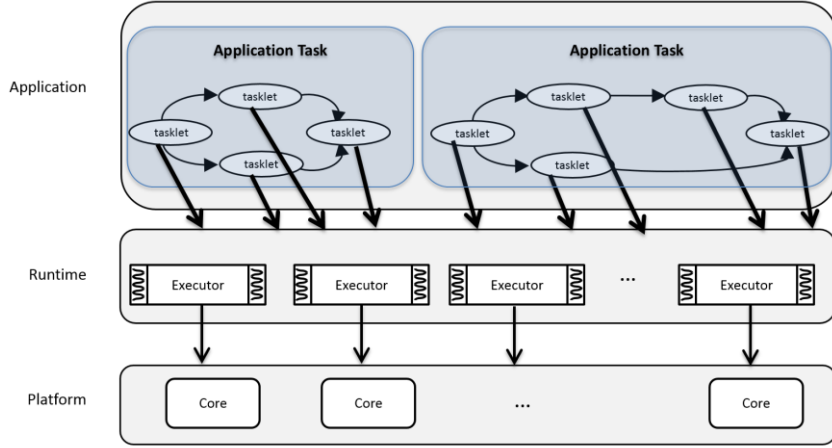 Application
Application Task
tasklet
tasklet
tasklet
tasklet
Application Task
tasklet
tasklet
tasklet
tasklet
tasklet
Runtime
Executor
Executor
Executor
...
Executor
Platform
Core
Core
...
Core